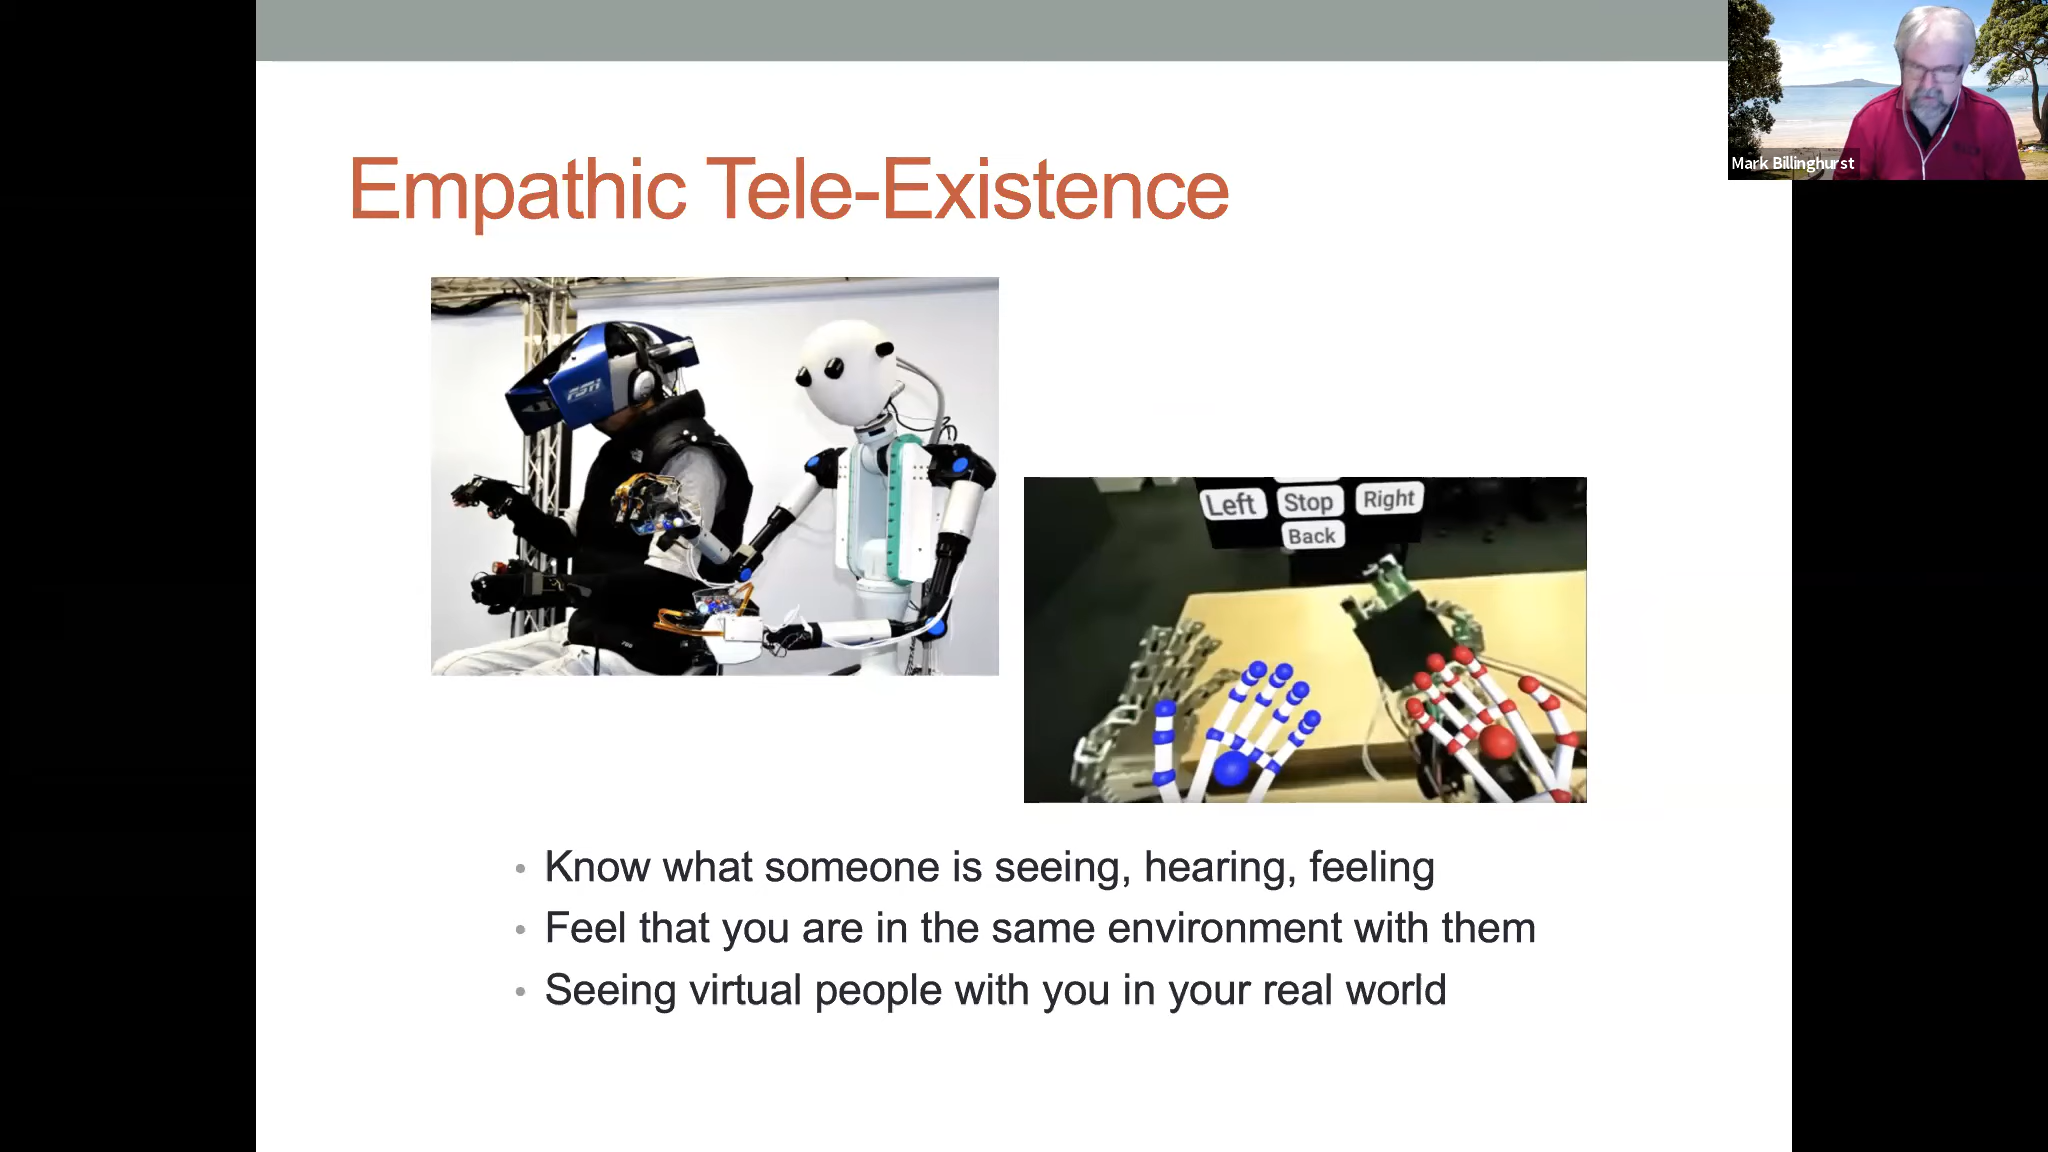 Mark Billinghurst
Empathic Tele-Existence
Left Stop Right
Back
• Know what someone is seeing, hearing, feeling
• Feel that you are in the same environment with them
• Seeing virtual people with you in your real world